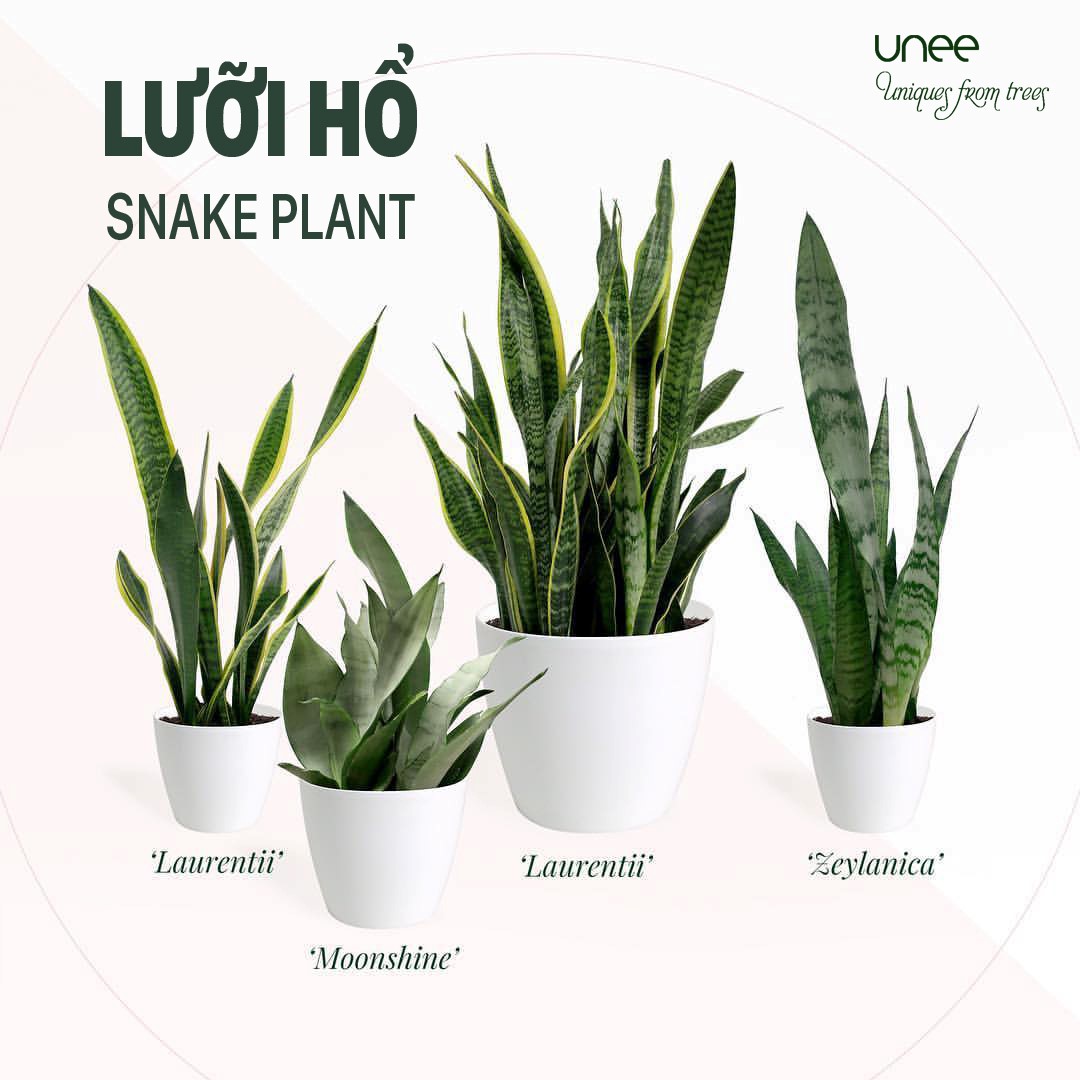 unee
Uniques from trees
LƯỠI HỔ
SNAKE PLANT
‘Laurentii’
‘Laurentii’
‘Zeylanica’
‘Moonshine’